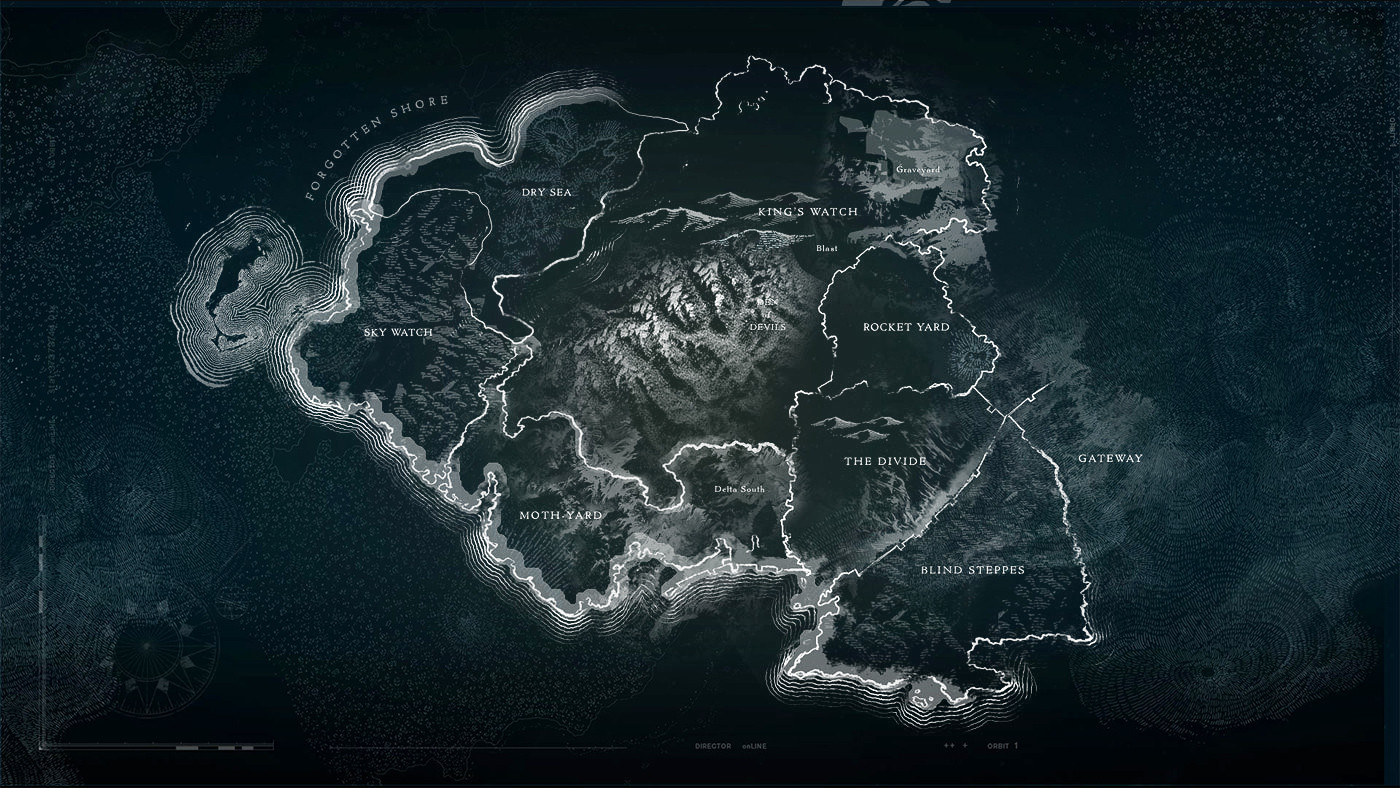 FORGOTTEN SHORE
Graveyard
DRY SEA
KING'S WATCH
Blast
DEVILS
ROCKET YARD
SKY WATCH
THE DIVIDE
GATEWAY
Delta South
MOTH-YARD
BLIND STEPPES
DIRECTOR onLINE
++ + ORBIT 1